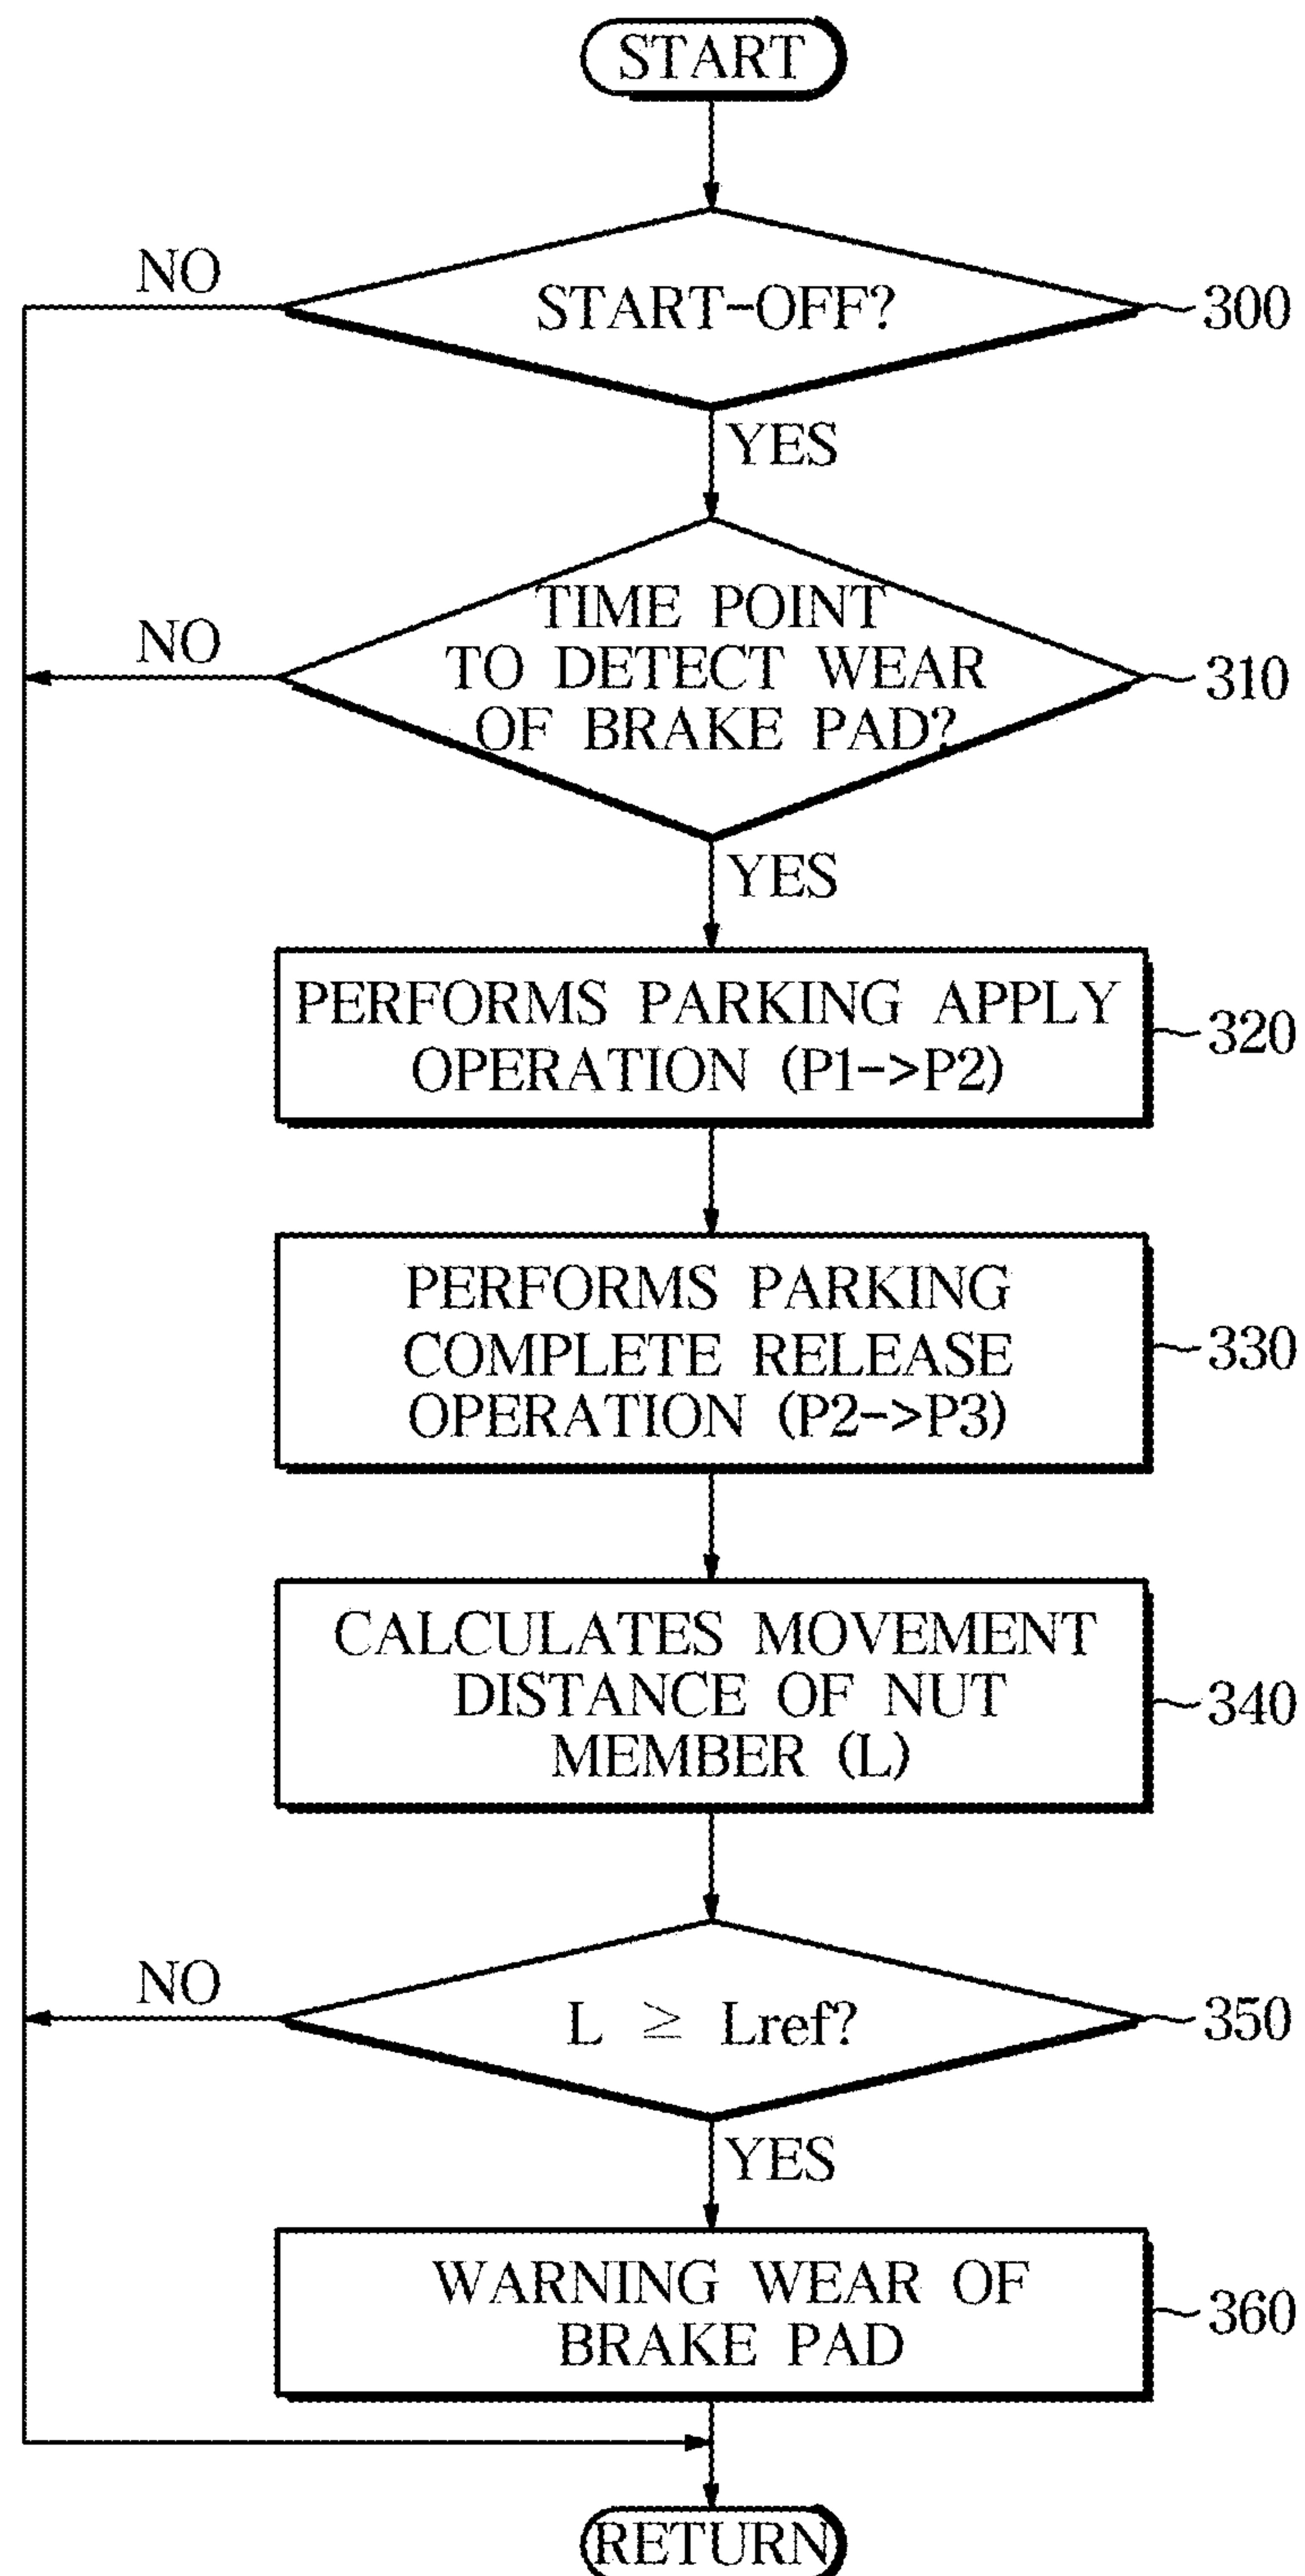 START
NO
START-OFF?
300
YES
NO
TIME POINT
TO DETECT WEAR
OF BRAKE PAD?
310
YES
PERFORMS PARKING APPLY
OPERATION (P1->P2)
320
PERFORMS PARKING
COMPLETE RELEASE
OPERATION (P2->P3)
330
CALCULATES MOVEMENT
DISTANCE OF NUT
MEMBER (L)
340
NO
L ≥ Lref?
350
YES
WARNING WEAR OF
BRAKE PAD
360
RETURN